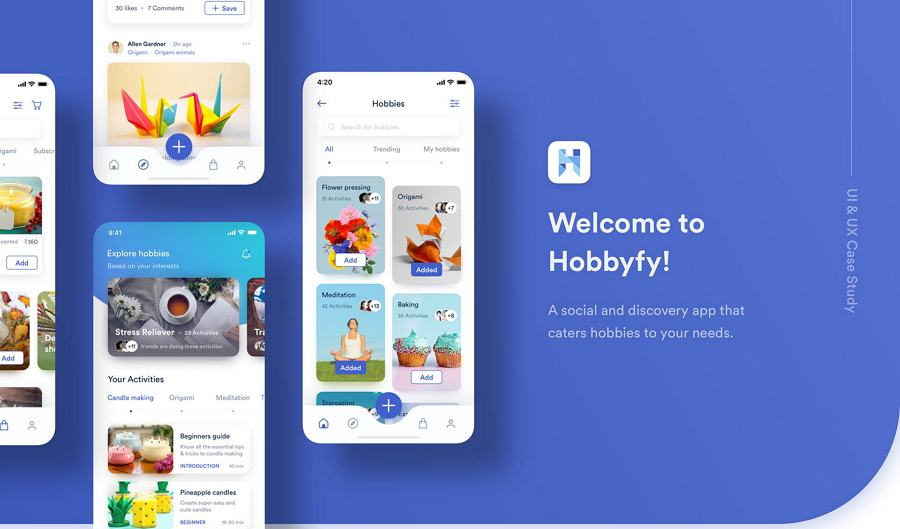 30 likes • 7 Comments
+ Save
Allen Gardner · 2hr ago
Origami · Origami animals
igami Subscr
cented · ₹160
Add
Add
De
sho
9:41
Explore hobbies
Based on your interests
Stress Reliever • 25 Activities
+11 friends are doing these activities
Tra
Your Activities
Candle making Origami Meditation T
Beginners guide
Know all the essential tips
& tricks to candle making
INTRODUCTION 10 min
Pineapple candles
Create super easy and
cute candles
BEGINNER 15-20 min
4:20
Hobbies
Search for hobbies
All Trending My hobbies
Flower pressing
15 Activities +11
Add
Origami
30 Activities +7
Added
Meditation
42 Activities +13
Added
Baking
35 Activities +8
Add
Stargazing
Welcome to
Hobbyfy!
A social and discovery app that
caters hobbies to your needs.
UI & UX Case Study